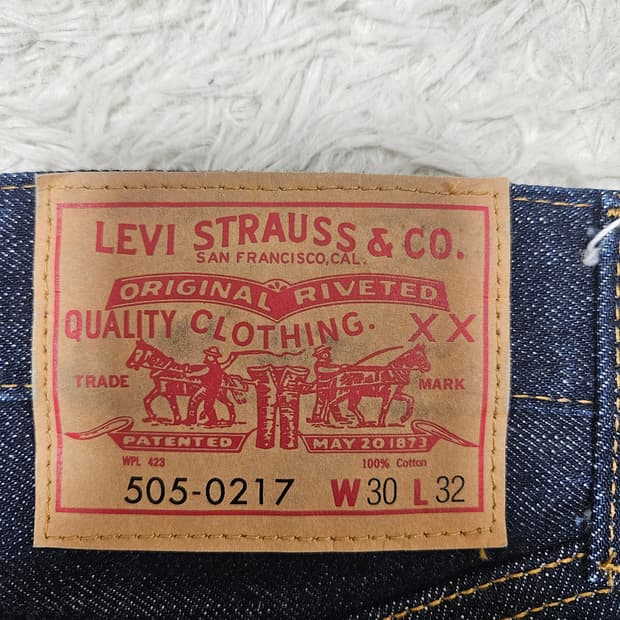 LEVI STRAUSS & CO.
SAN FRANCISCO, CAL.
ORIGINAL RIVETED
QUALITY CLOTHING. XX
TRADE MARK
PATENTED MAY 20 1873
WPL 423 100% Cotton
505-0217 W 30 L 32